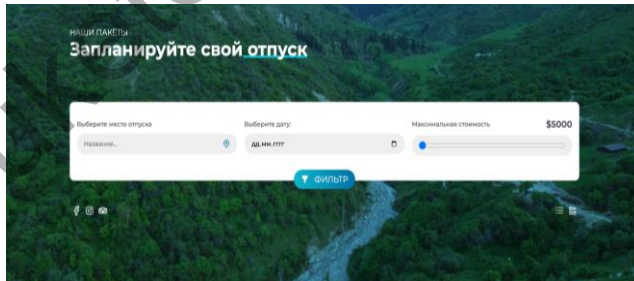 НАШИ ПАКЕТЫ
Запланируйте свой отпуск
Выберите место отпуска
Выберите дату:
Максимальная стоимость
$5000
Название...
дд.мм.гггг
ФИЛЬТР